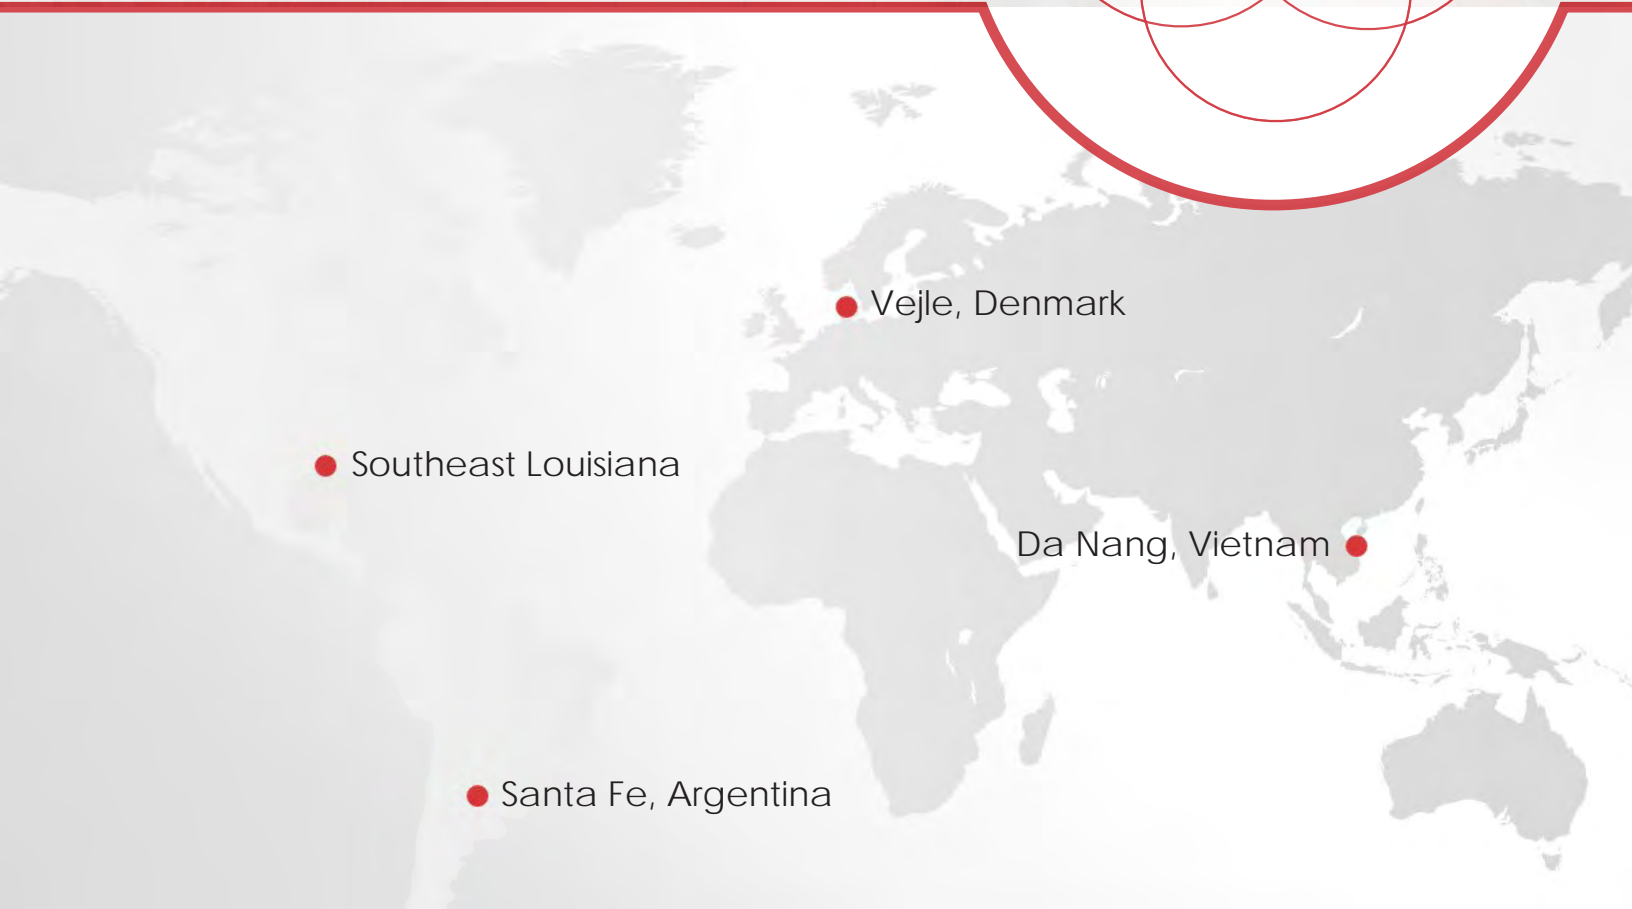 Vejle, Denmark
Southeast Louisiana
Da Nang, Vietnam
Santa Fe, Argentina